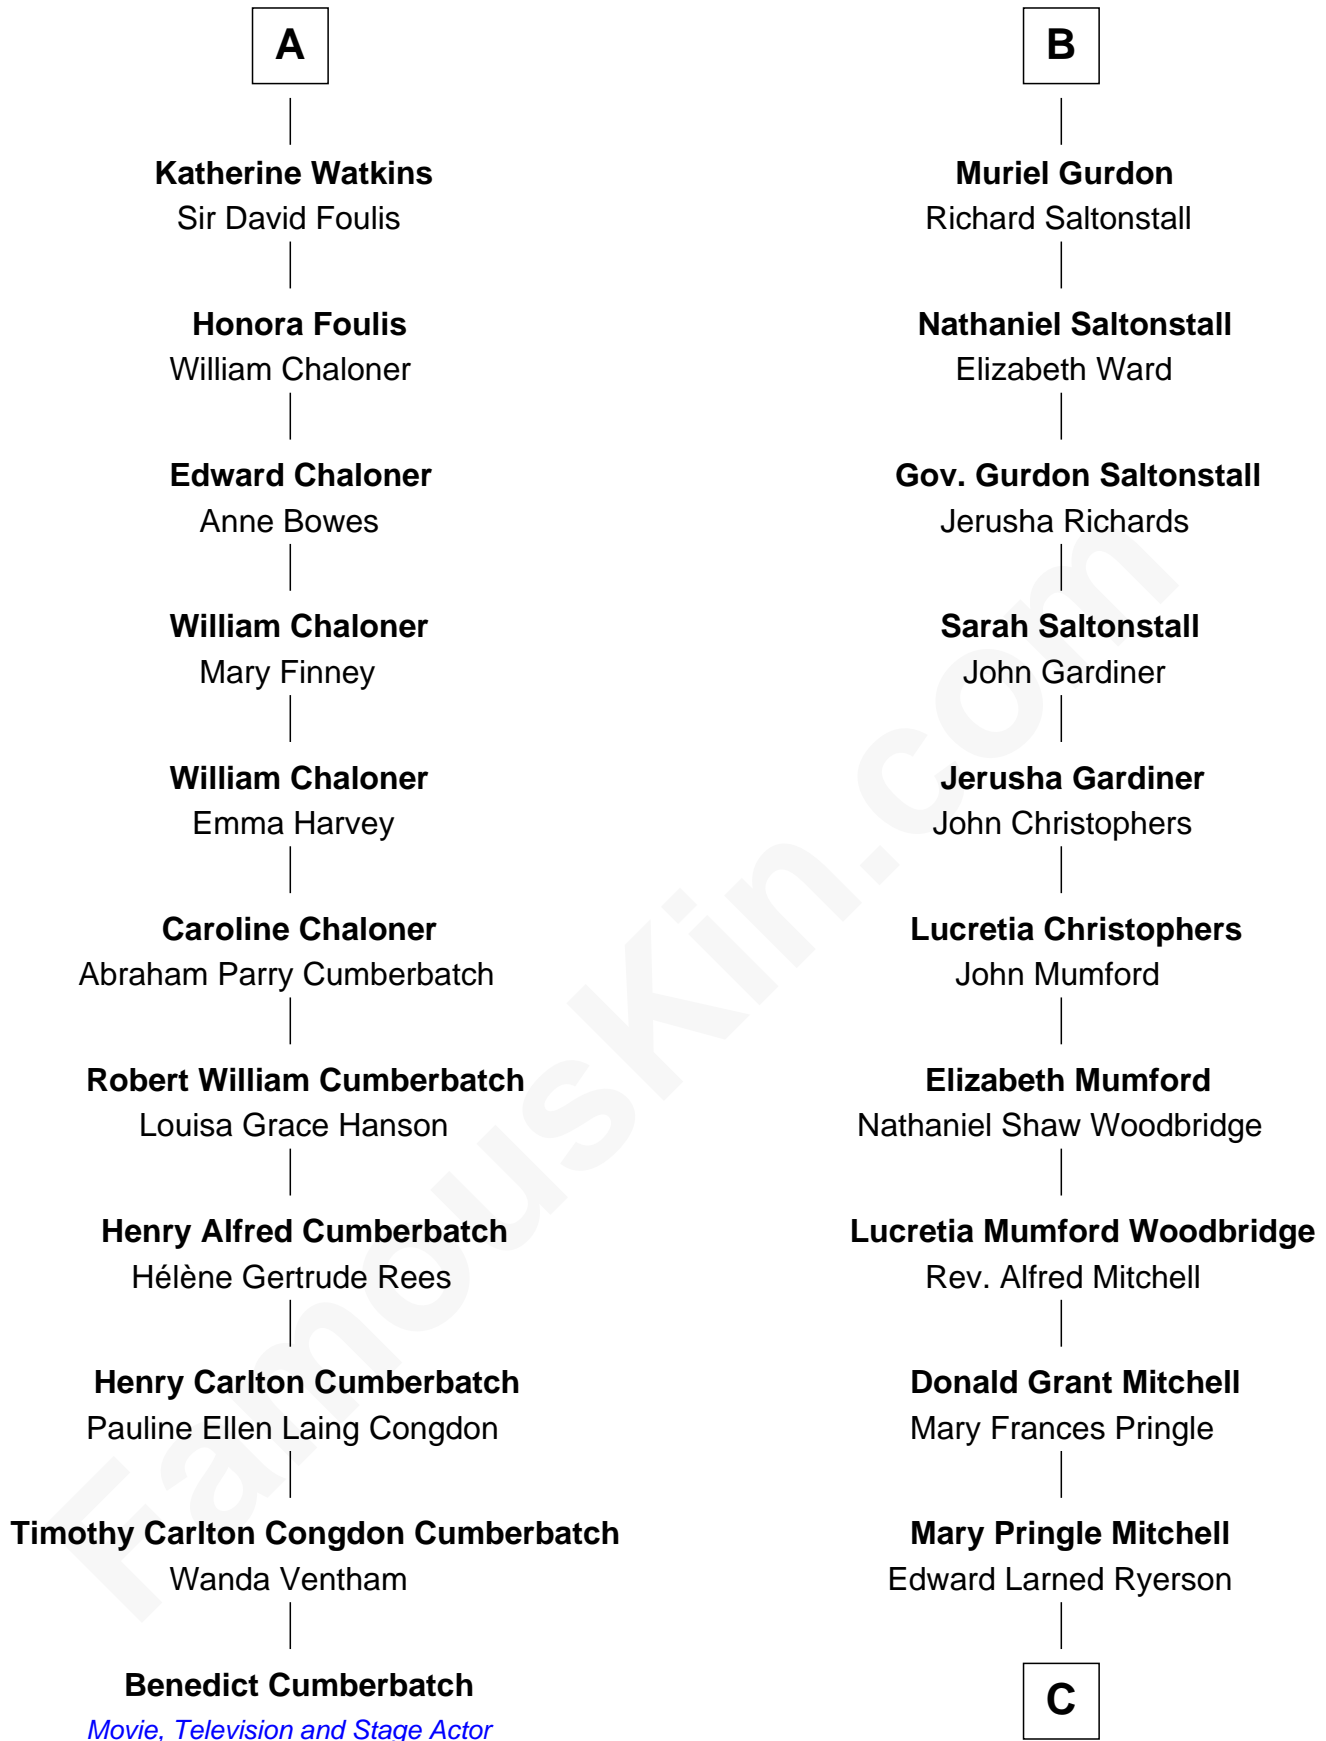 A
Katherine Watkins
Sir David Foulis
Honora Foulis
William Chaloner
Edward Chaloner
Anne Bowes
William Chaloner
Mary Finney
William Chaloner
Emma Harvey
Caroline Chaloner
Abraham Parry Cumberbatch
Robert William Cumberbatch
Louisa Grace Hanson
Henry Alfred Cumberbatch
Hélène Gertrude Rees
Henry Carlton Cumberbatch
Pauline Ellen Laing Congdon
Timothy Carlton Congdon Cumberbatch
Wanda Ventham
Benedict Cumberbatch
Movie, Television and Stage Actor
B
Muriel Gurdon
Richard Saltonstall
Nathaniel Saltonstall
Elizabeth Ward
Gov. Gurdon Saltonstall
Jerusha Richards
Sarah Saltonstall
John Gardiner
Jerusha Gardiner
John Christophers
Lucretia Christophers
John Mumford
Elizabeth Mumford
Nathaniel Shaw Woodbridge
Lucretia Mumford Woodbridge
Rev. Alfred Mitchell
Donald Grant Mitchell
Mary Frances Pringle
Mary Pringle Mitchell
Edward Larned Ryerson
C
FamousKin.com